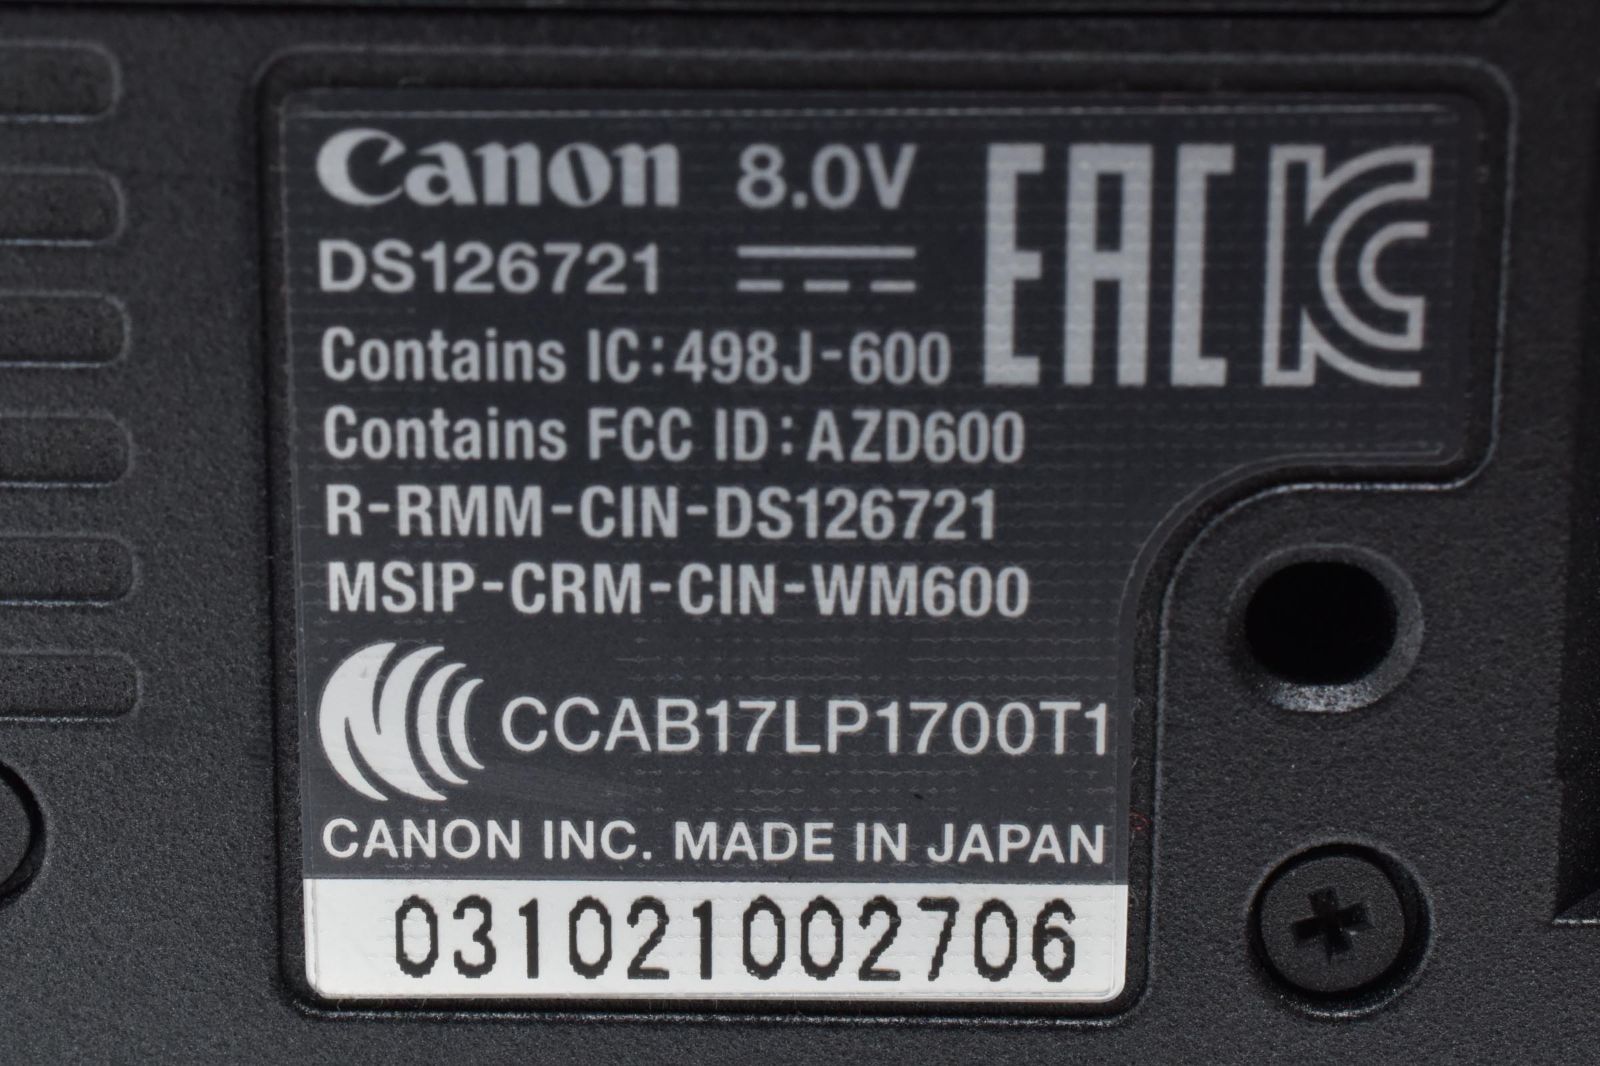 Canon 8.0V
DS126721
EAC
KC
Contains IC:498J-600
Contains FCC ID:AZD600
R-RMM-CIN-DS126721
MSIP-CRM-CIN-WM600
CCAB17LP1700T1
CANON INC. MADE IN JAPAN
031021002706